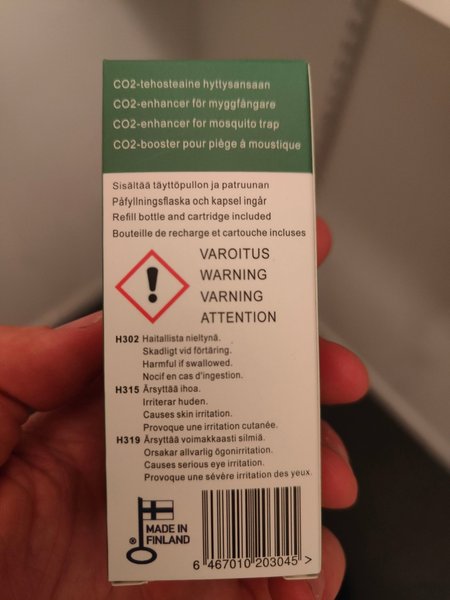 CO2-tehosteaine hyttysansaan
CO2-enhancer för myggfångare
CO2-enhancer for mosquito trap
CO2-booster pour piège à moustique
Sisältää täyttöpullon ja patruunan
Påfyllningsflaska och kapsel ingår
Refill bottle and cartridge included
Bouteille de recharge et cartouche incluses
VAROITUS
WARNING
VARNING
ATTENTION
H302 Haitallista nieltynä.
Skadligt vid förtäring.
Harmful if swallowed.
Nocif en cas d'ingestion.
H315 Ärsyttää ihoa.
Irriterar huden.
Causes skin irritation.
Provoque une irritation cutanée.
H319 Ärsyttää voimakkaasti silmiä.
Orsakar allvarlig ögonirritation.
Causes serious eye irritation.
Provoque une sévère irritation des yeux.
®
MADE IN
FINLAND
6 467010 203045 >